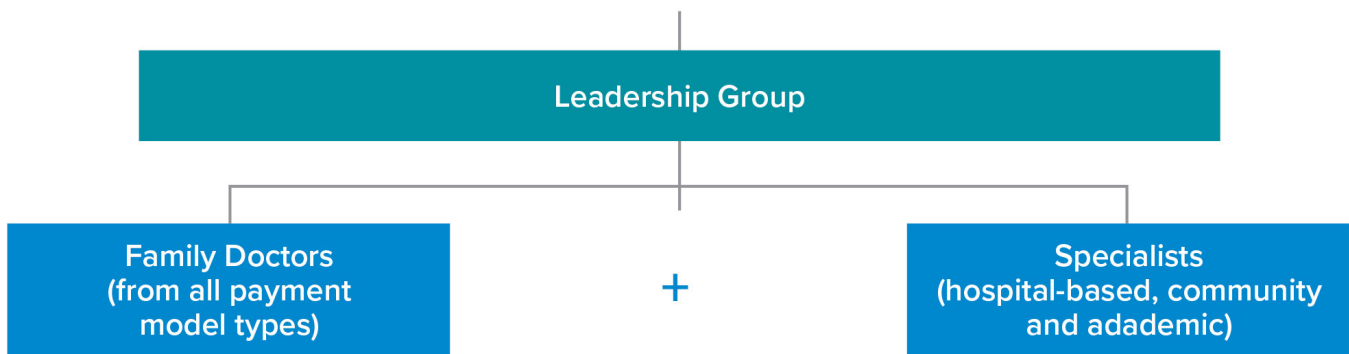 Leadership Group
Family Doctors
(from all payment
model types)
+
Specialists
(hospital-based, community
and adademic)